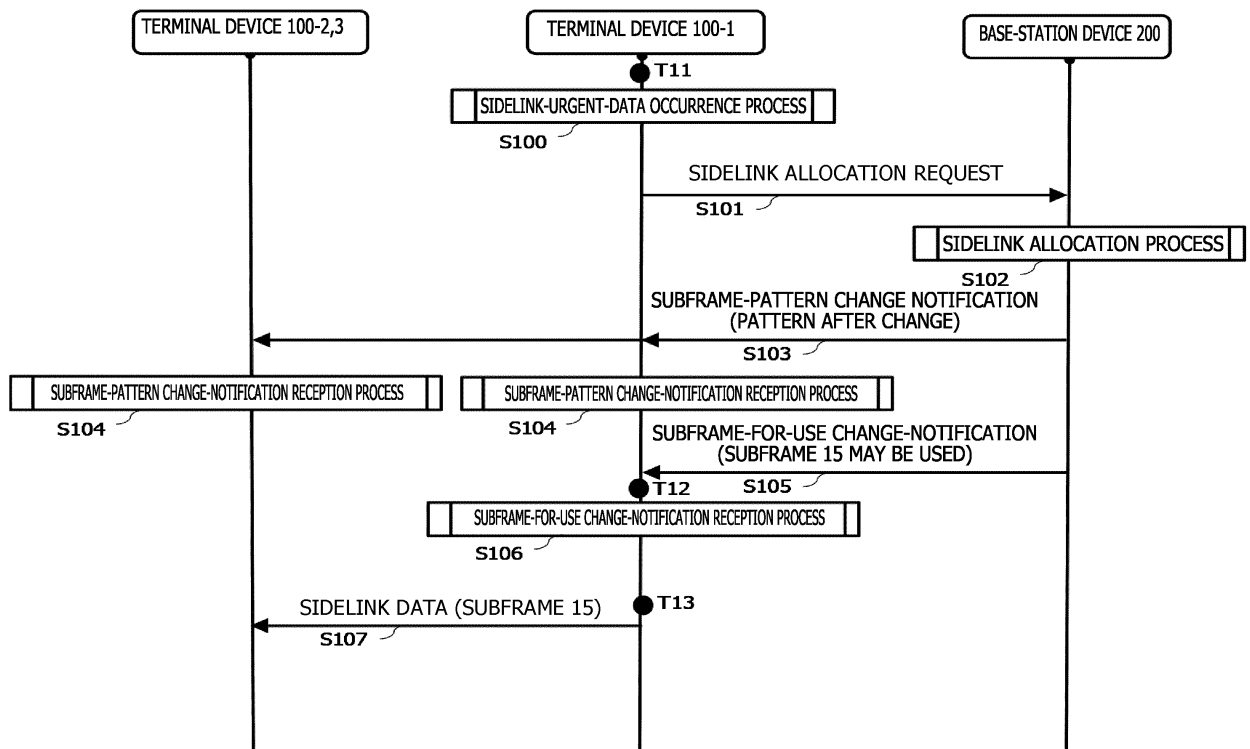 TERMINAL DEVICE 100-2,3
TERMINAL DEVICE 100-1
BASE-STATION DEVICE 200
T11
SIDELINK-URGENT-DATA OCCURRENCE PROCESS
S100
SIDELINK ALLOCATION REQUEST
S101
SIDELINK ALLOCATION PROCESS
S102
SUBFRAME-PATTERN CHANGE NOTIFICATION
(PATTERN AFTER CHANGE)
S103
SUBFRAME-PATTERN CHANGE-NOTIFICATION RECEPTION PROCESS
S104
SUBFRAME-PATTERN CHANGE-NOTIFICATION RECEPTION PROCESS
S104
SUBFRAME-FOR-USE CHANGE-NOTIFICATION
(SUBFRAME 15 MAY BE USED)
S105
T12
SUBFRAME-FOR-USE CHANGE-NOTIFICATION RECEPTION PROCESS
S106
T13
SIDELINK DATA (SUBFRAME 15)
S107